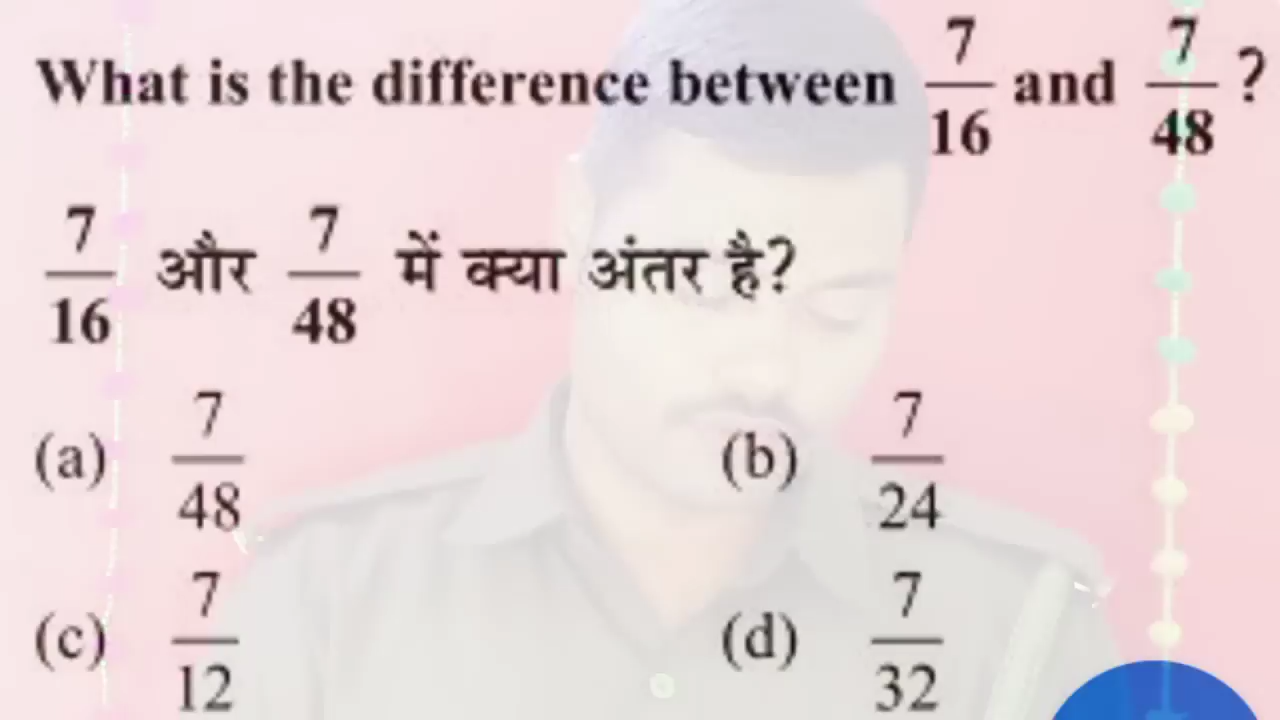 What is the difference between 7/16 and 7/48 ?
7/16 और 7/48 में क्या अंतर है?
(a) 7/48 (b) 7/24
(c) 7/12 (d) 7/32